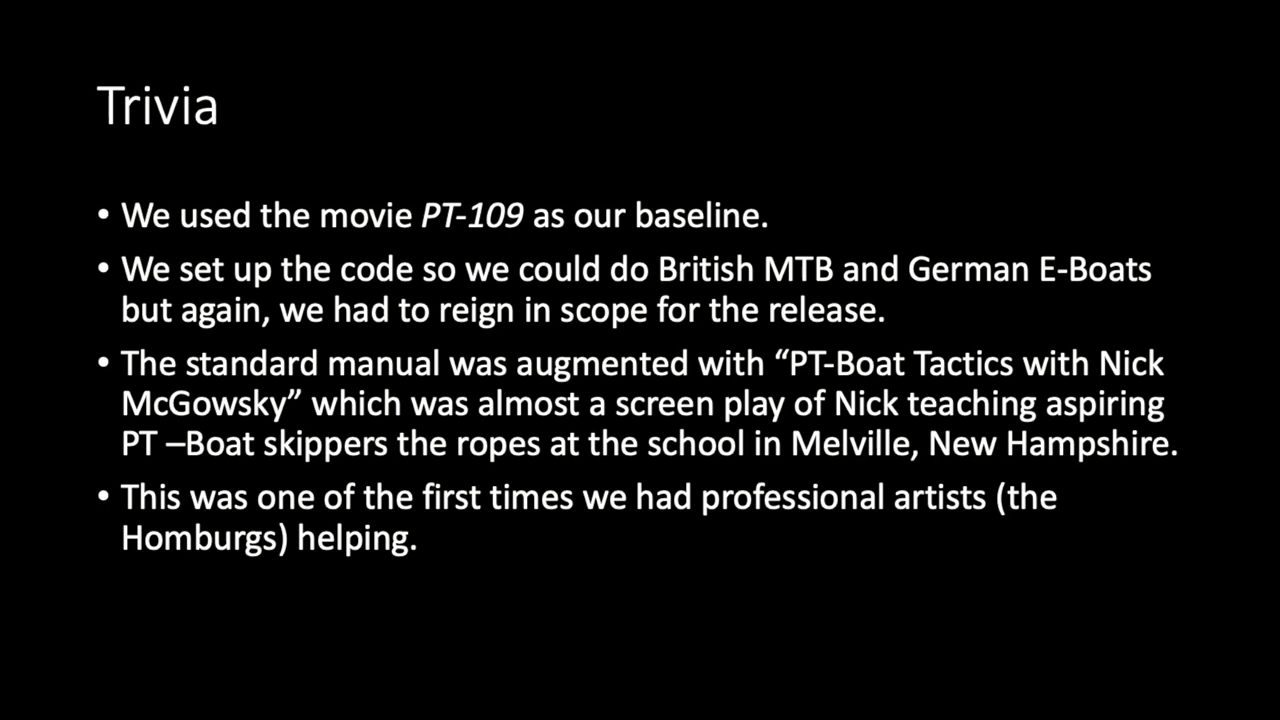 Trivia
• We used the movie PT-109 as our baseline.
• We set up the code so we could do British MTB and German E-Boats
but again, we had to reign in scope for the release.
• The standard manual was augmented with “PT-Boat Tactics with Nick
McGowsky” which was almost a screen play of Nick teaching aspiring
PT –Boat skippers the ropes at the school in Melville, New Hampshire.
• This was one of the first times we had professional artists (the
Homburgs) helping.